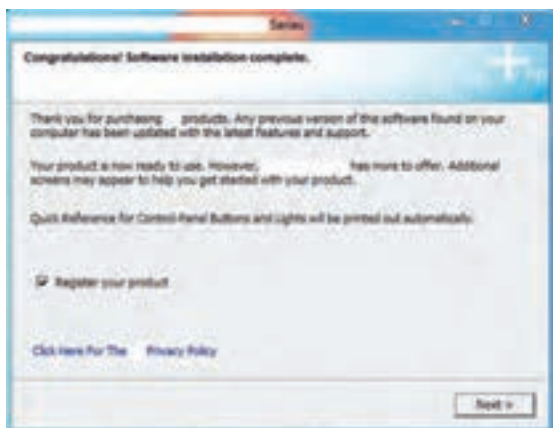 Series
Congratulations! Software installation complete.
Thank you for purchasing products. Any previous version of this software found on your
computer has been updated with the latest features and support.
Your product is now ready to use. However, has more to offer. Additional
screens may appear to help you get started with your product.
Quick Reference for Control-Panel Buttons and Lights will be printed out automatically.
Register your product
Click Here For The Privacy Policy
Next >